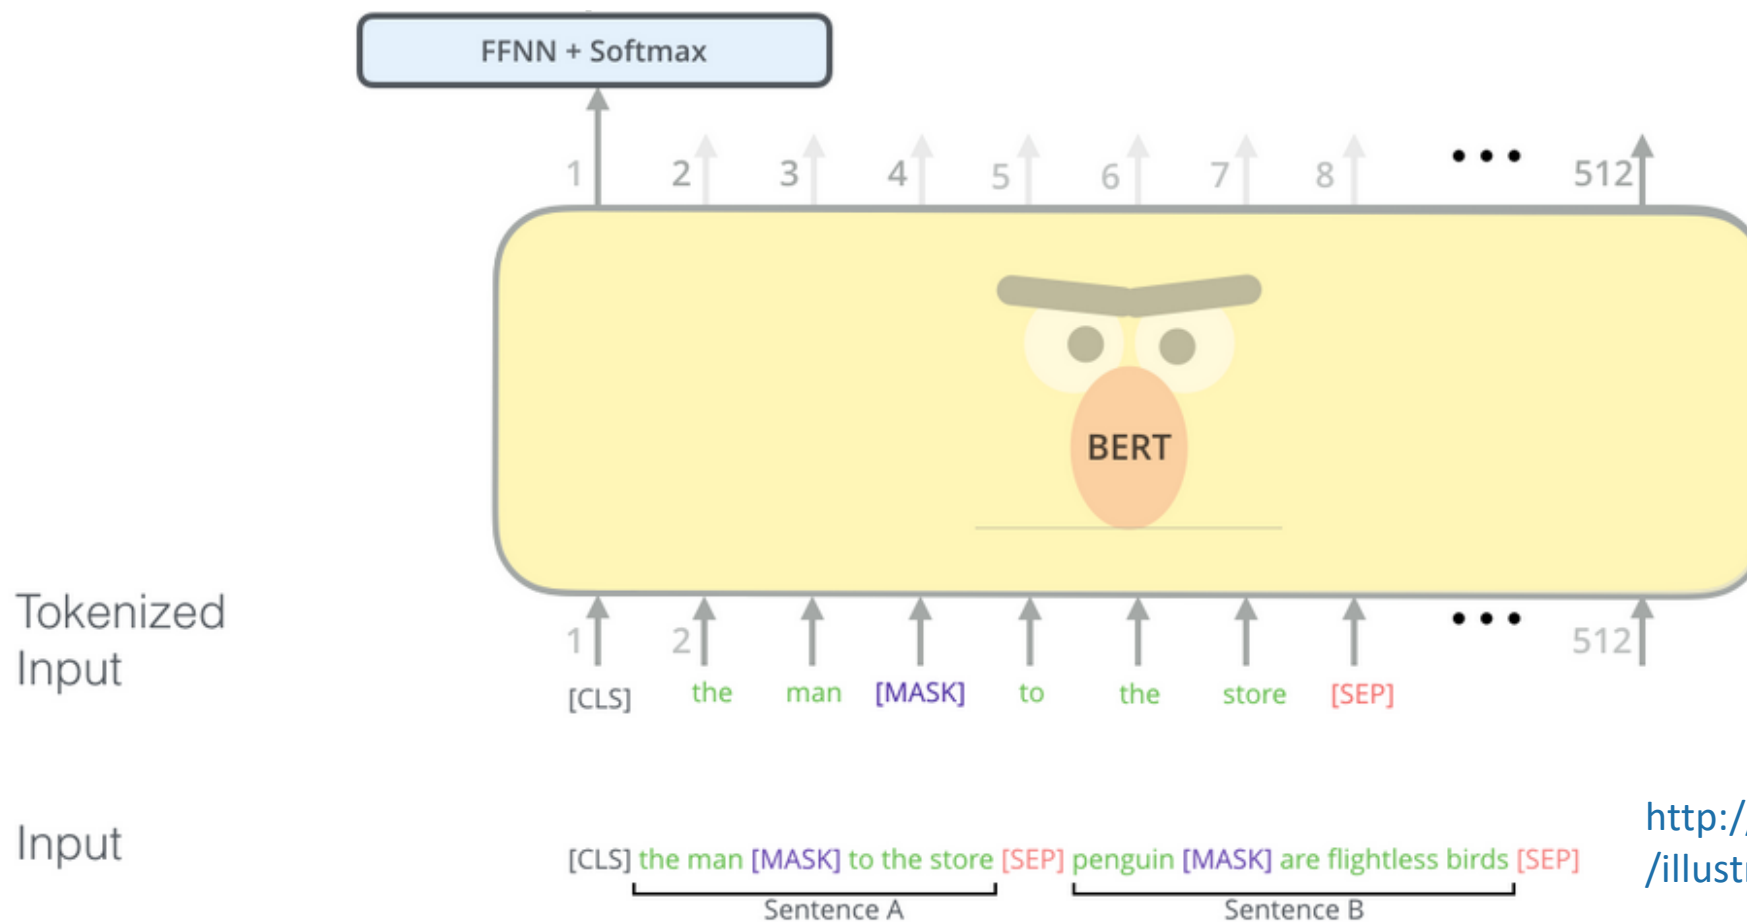 FFNN + Softmax
1 2 3 4 5 6 7 8 ••• 512
BERT
Tokenized
Input
1 2 ••• 512
[CLS] the man [MASK] to the store [SEP]
Input
[CLS] the man [MASK] to the store [SEP] penguin [MASK] are flightless birds [SEP]
Sentence A Sentence B
http:/
/illust